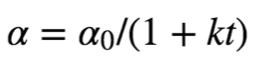 α = α₀/(1 + kt)